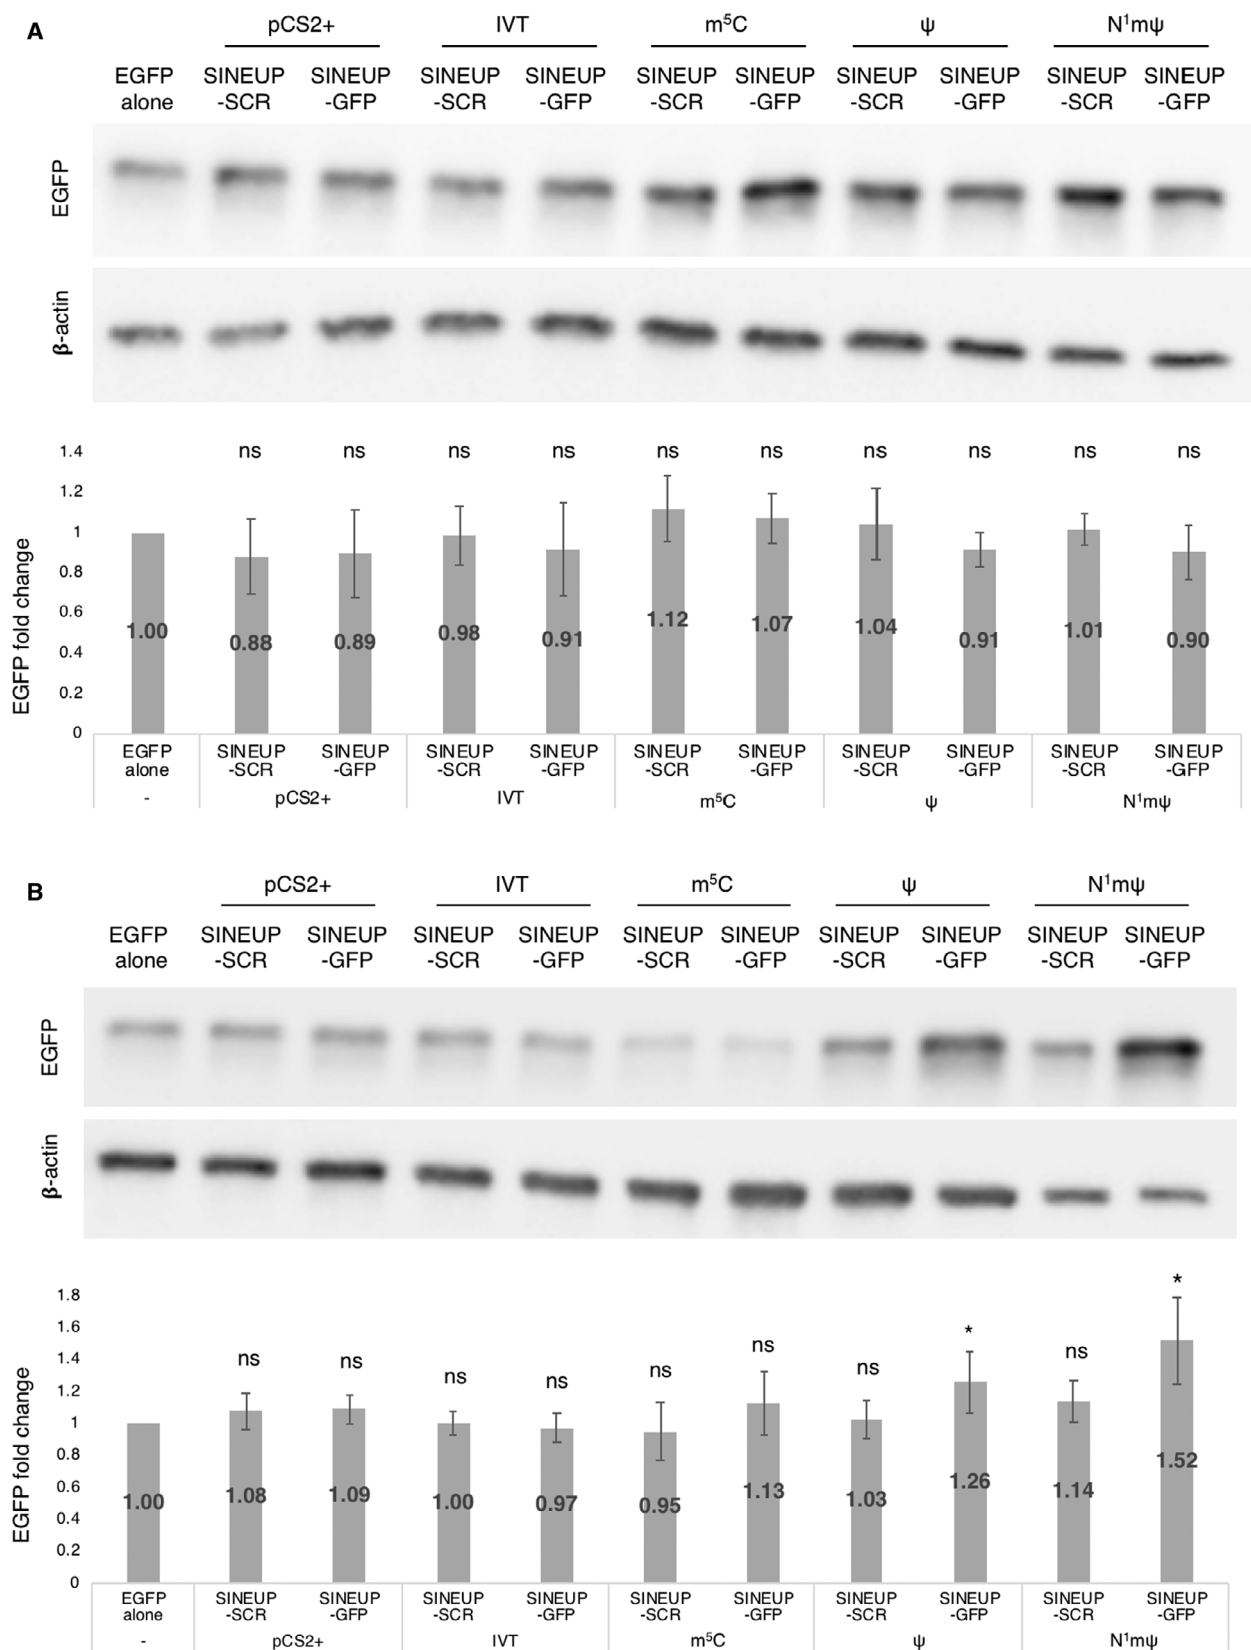 A
pCS2+ IVT m⁵C ψ N¹mψ
EGFP SINEUP SINEUP SINEUP SINEUP SINEUP SINEUP SINEUP SINEUP SINEUP SINEUP
alone -SCR -GFP -SCR -GFP -SCR -GFP -SCR -GFP -SCR -GFP
EGFP
β-actin
EGFP fold change
1.4 ns ns ns ns ns ns ns ns ns ns
1.2
1
0.8
0.6
0.4
0.2
0
1.00 0.88 0.89 0.98 0.91 1.12 1.07 1.04 0.91 1.01 0.90
EGFP SINEUP SINEUP SINEUP SINEUP SINEUP SINEUP SINEUP SINEUP SINEUP SINEUP
alone -SCR -GFP -SCR -GFP -SCR -GFP -SCR -GFP -SCR -GFP
- pCS2+ IVT m⁵C ψ N¹mψ
B
pCS2+ IVT m⁵C ψ N¹mψ
EGFP SINEUP SINEUP SINEUP SINEUP SINEUP SINEUP SINEUP SINEUP SINEUP SINEUP
alone -SCR -GFP -SCR -GFP -SCR -GFP -SCR -GFP -SCR -GFP
EGFP
β-actin
EGFP fold change
1.8
1.6
1.4
1.2
1
0.8
0.6
0.4
0.2
0
ns ns ns ns ns ns ns * ns *
1.00 1.08 1.09 1.00 0.97 0.95 1.13 1.03 1.26 1.14 1.52
EGFP SINEUP SINEUP SINEUP SINEUP SINEUP SINEUP SINEUP SINEUP SINEUP SINEUP
alone -SCR -GFP -SCR -GFP -SCR -GFP -SCR -GFP -SCR -GFP
- pCS2+ IVT m⁵C ψ N¹mψ